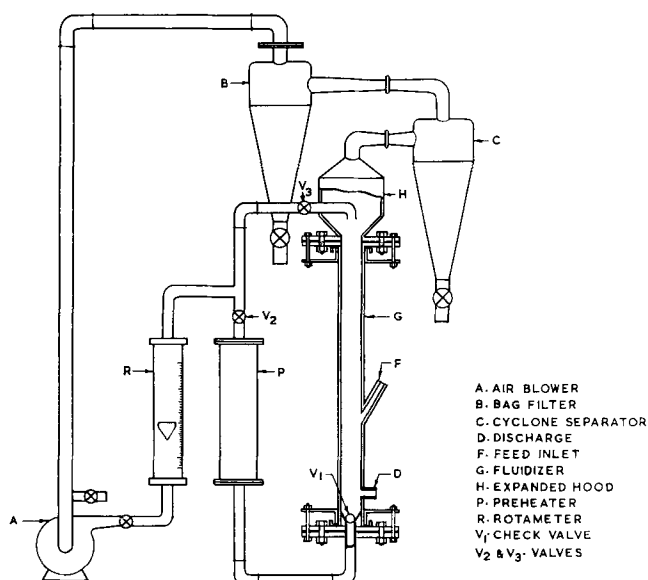 B
C
V3
H
V2
G
R
P
F
V1
D
A
A. AIR BLOWER
B. BAG FILTER
C. CYCLONE SEPARATOR
D. DISCHARGE
F. FEED INLET
G. FLUIDIZER
H. EXPANDED HOOD
P. PREHEATER
R. ROTAMETER
V1-CHECK VALVE
V2 & V3- VALVES